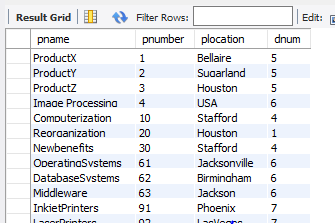 Result Grid Filter Rows: Edit:
pname pnumber plocation dnum
ProductX 1 Bellaire 5
ProductY 2 Sugarland 5
ProductZ 3 Houston 5
Image Processing 4 USA 6
Computerization 10 Stafford 4
Reorganization 20 Houston 1
Newbenefits 30 Stafford 4
OperatingSystems 61 Jacksonville 6
DatabaseSystems 62 Birmingham 6
Middleware 63 Jackson 6
InkjetPrinters 91 Phoenix 7
LaserPrinters 92 LasVegas 7